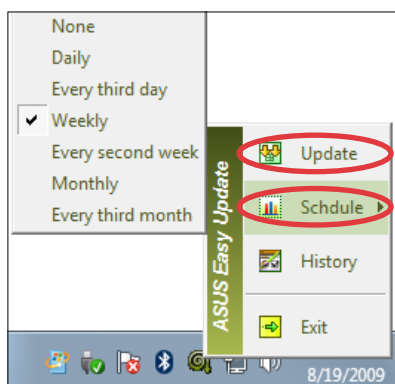 None
Daily
Every third day
Weekly
Every second week
Monthly
Every third month
ASUS Easy Update
Update
Schdule
History
Exit
8/19/2009